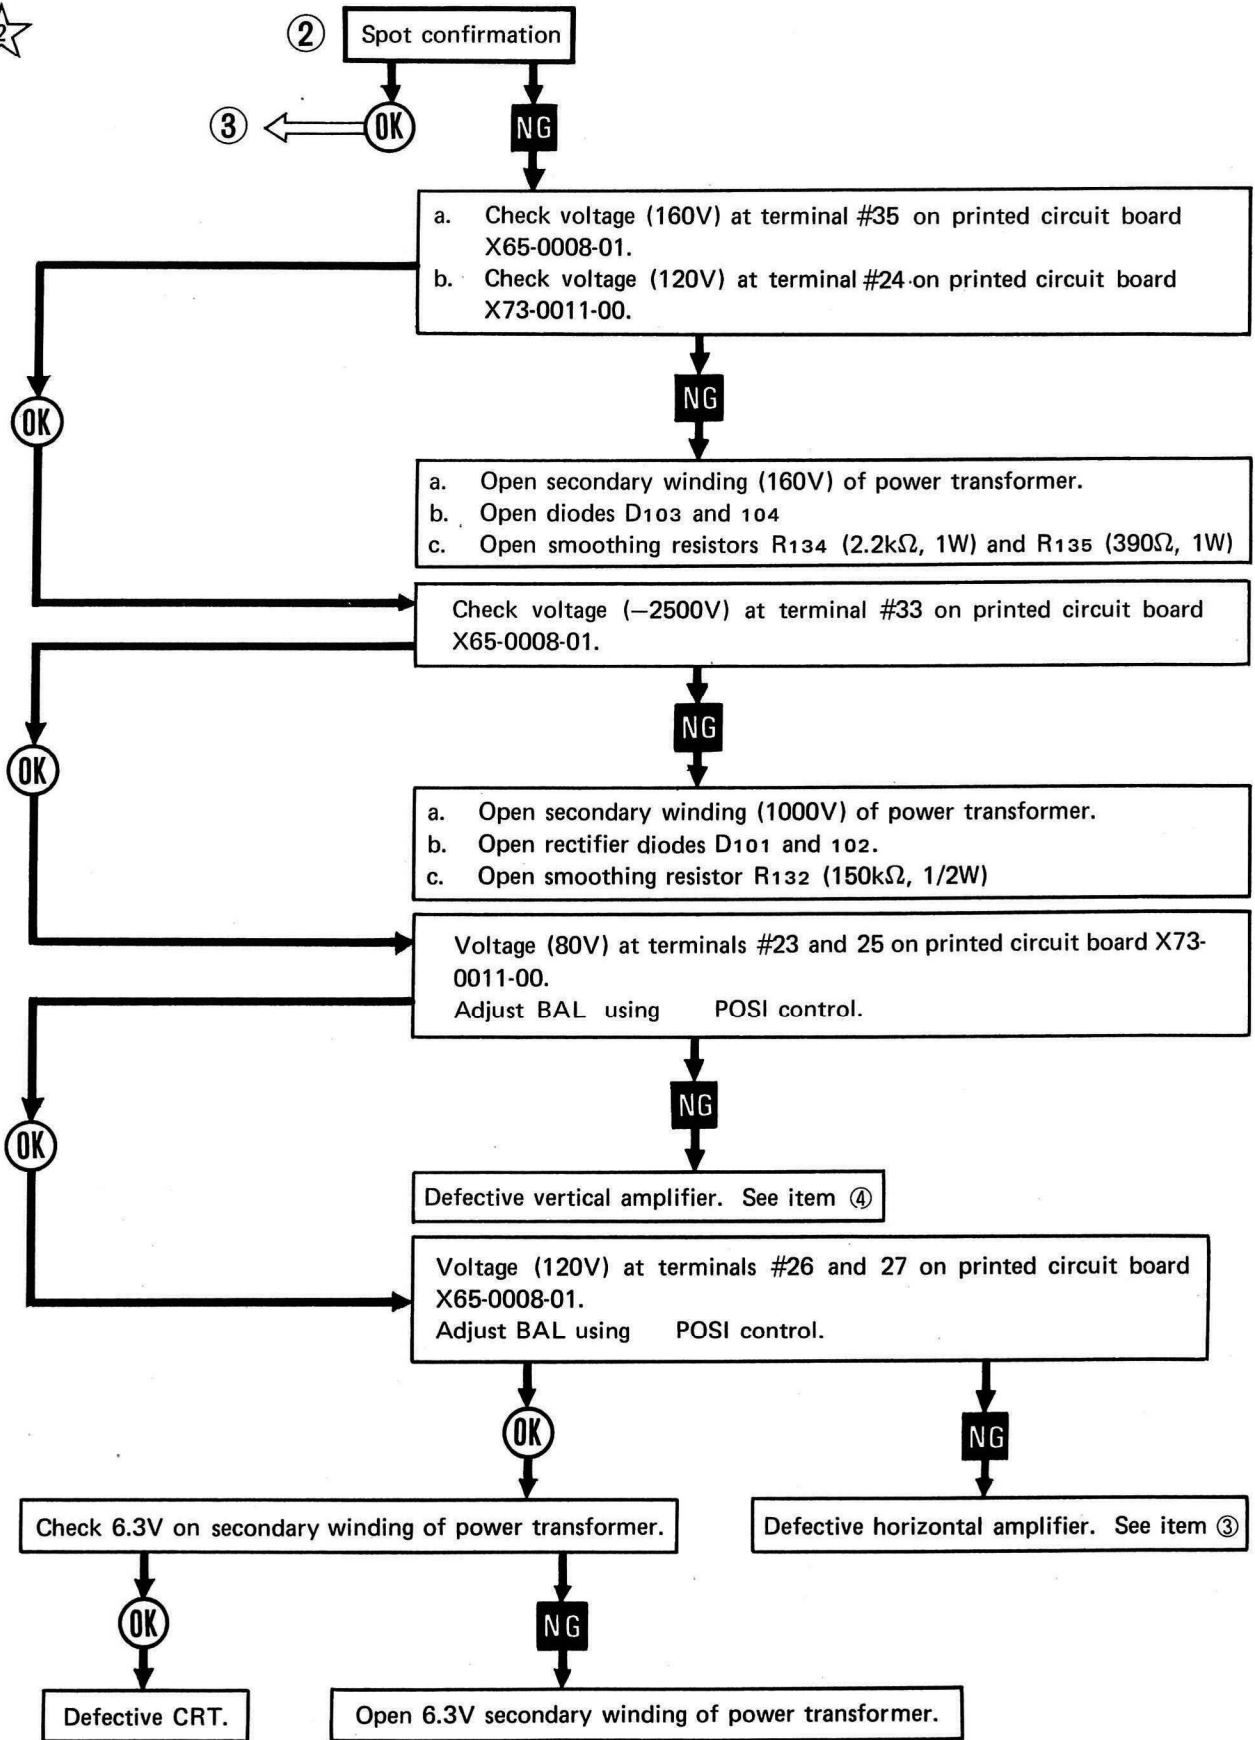 2
② Spot confirmation
③ OK NG
a. Check voltage (160V) at terminal #35 on printed circuit board
X65-0008-01.
b. Check voltage (120V) at terminal #24 on printed circuit board
X73-0011-00.
NG
OK
a. Open secondary winding (160V) of power transformer.
b. Open diodes D103 and 104
c. Open smoothing resistors R134 (2.2kΩ, 1W) and R135 (390Ω, 1W)
Check voltage (−2500V) at terminal #33 on printed circuit board
X65-0008-01.
NG
OK
a. Open secondary winding (1000V) of power transformer.
b. Open rectifier diodes D101 and 102.
c. Open smoothing resistor R132 (150kΩ, 1/2W)
Voltage (80V) at terminals #23 and 25 on printed circuit board X73-
0011-00.
Adjust BAL using POSI control.
NG
OK
Defective vertical amplifier. See item ④
Voltage (120V) at terminals #26 and 27 on printed circuit board
X65-0008-01.
Adjust BAL using POSI control.
OK NG
Check 6.3V on secondary winding of power transformer.
Defective horizontal amplifier. See item ③
OK NG
Defective CRT.
Open 6.3V secondary winding of power transformer.